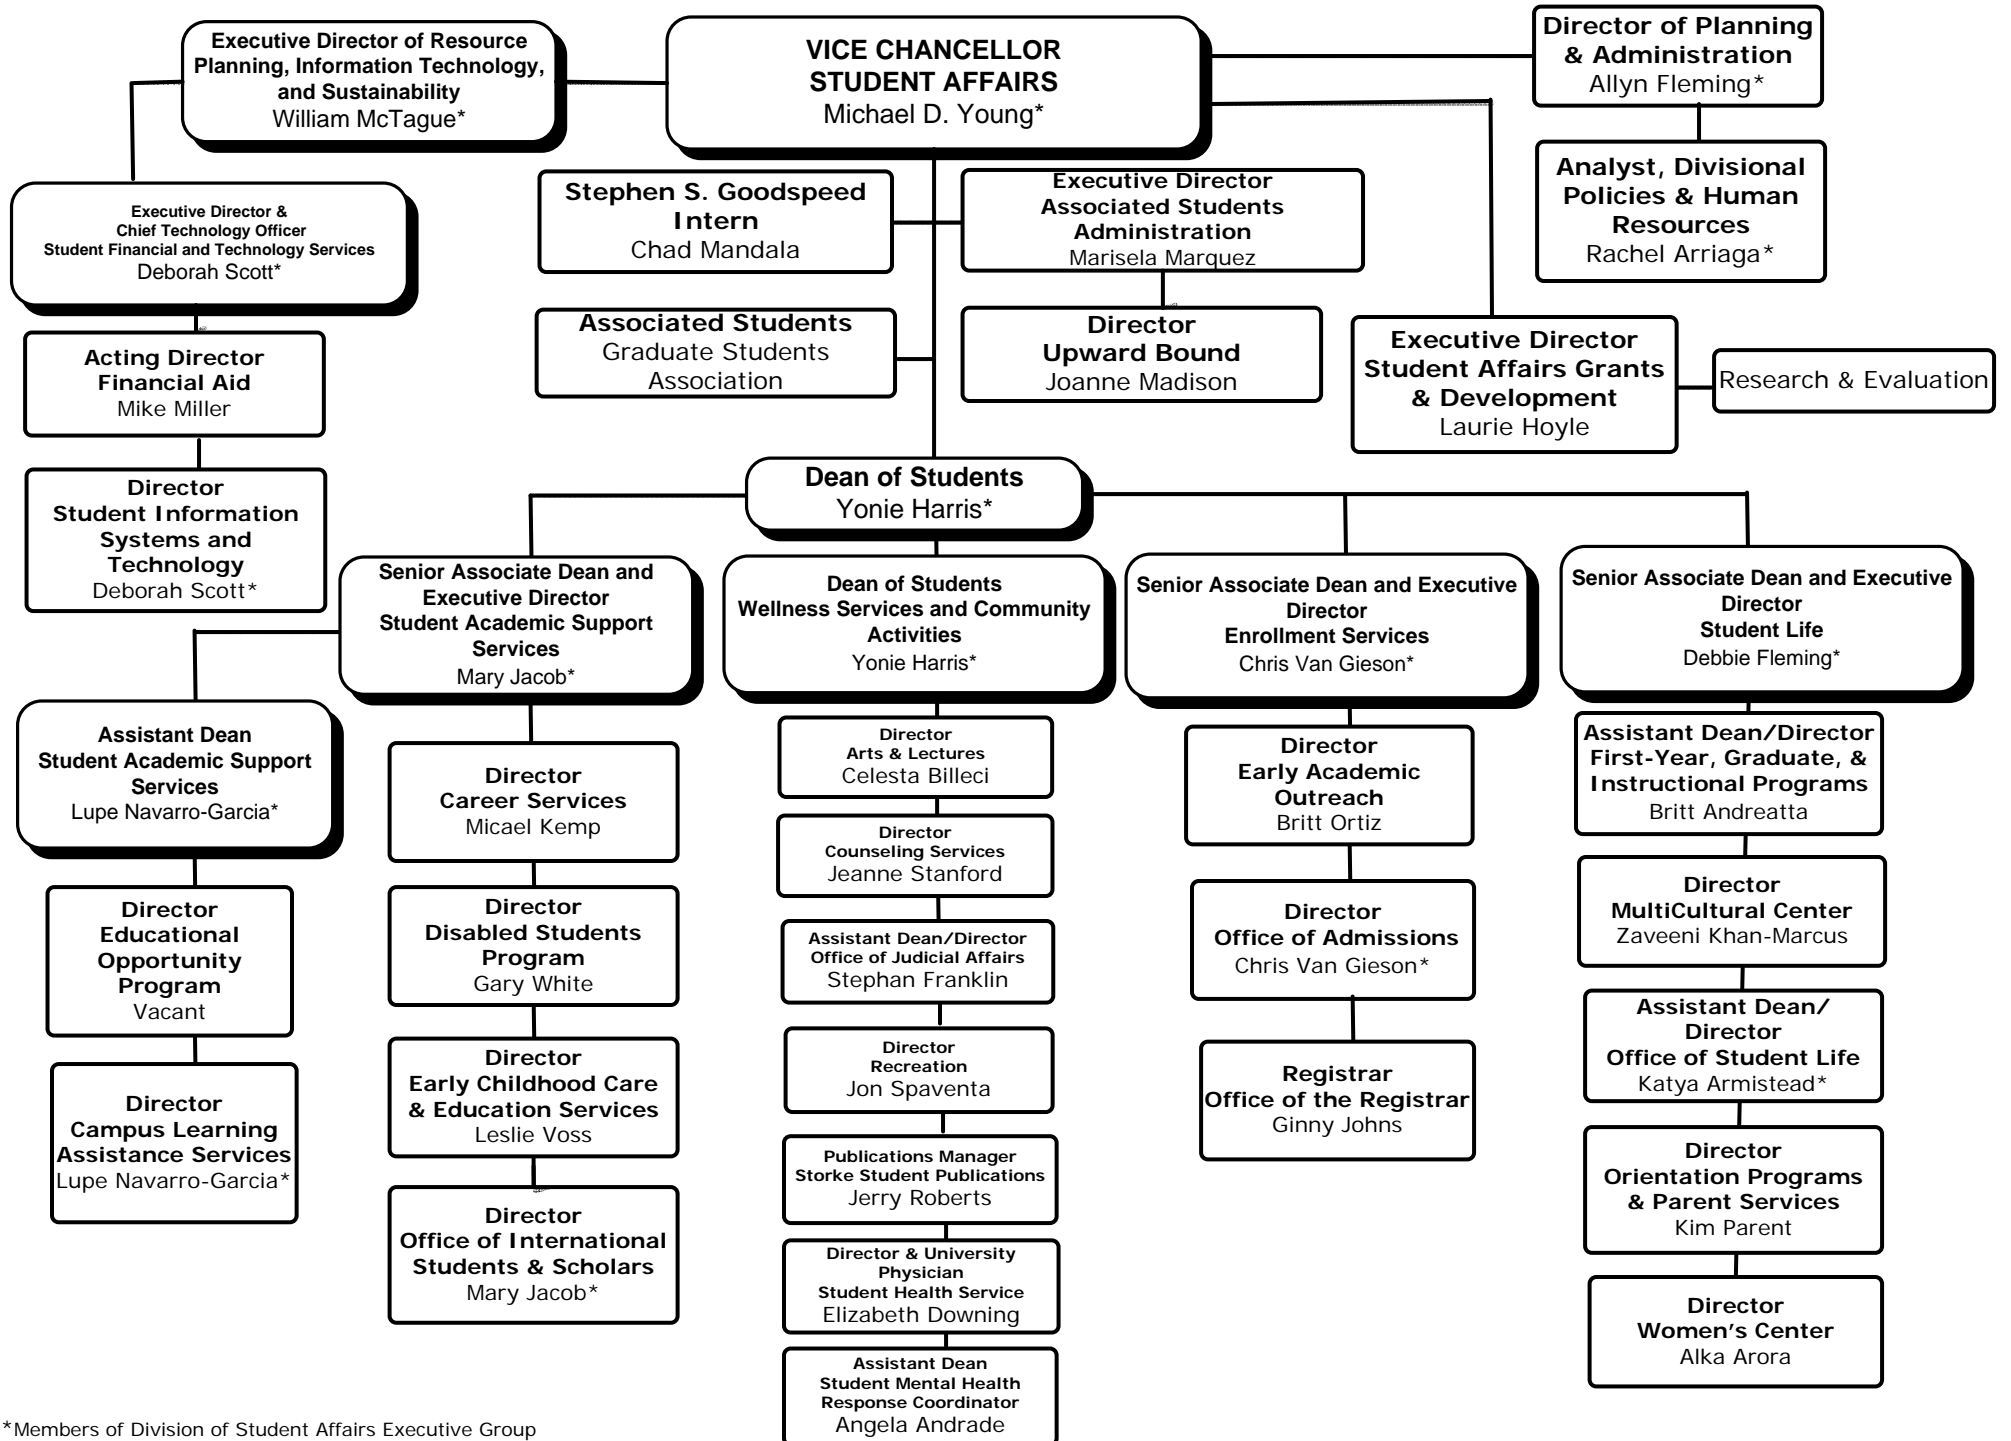 Executive Director of Resource
Planning, Information Technology,
and Sustainability
William McTague*
VICE CHANCELLOR
STUDENT AFFAIRS
Michael D. Young*
Director of Planning
& Administration
Allyn Fleming*
Analyst, Divisional
Policies & Human
Resources
Rachel Arriaga*
Executive Director &
Chief Technology Officer
Student Financial and Technology Services
Deborah Scott*
Stephen S. Goodspeed
Intern
Chad Mandala
Executive Director
Associated Students
Administration
Marisela Marquez
Associated Students
Graduate Students
Association
Director
Upward Bound
Joanne Madison
Executive Director
Student Affairs Grants
& Development
Laurie Hoyle
Research & Evaluation
Acting Director
Financial Aid
Mike Miller
Director
Student Information
Systems and
Technology
Deborah Scott*
Dean of Students
Yonie Harris*
Senior Associate Dean and
Executive Director
Student Academic Support
Services
Mary Jacob*
Dean of Students
Wellness Services and Community
Activities
Yonie Harris*
Senior Associate Dean and Executive
Director
Enrollment Services
Chris Van Gieson*
Senior Associate Dean and Executive
Director
Student Life
Debbie Fleming*
Assistant Dean
Student Academic Support
Services
Lupe Navarro-Garcia*
Director
Educational
Opportunity
Program
Vacant
Director
Campus Learning
Assistance Services
Lupe Navarro-Garcia*
Director
Career Services
Micael Kemp
Director
Disabled Students
Program
Gary White
Director
Early Childhood Care
& Education Services
Leslie Voss
Director
Office of International
Students & Scholars
Mary Jacob*
Director
Arts & Lectures
Celesta Billeci
Director
Counseling Services
Jeanne Stanford
Assistant Dean/Director
Office of Judicial Affairs
Stephan Franklin
Director
Recreation
Jon Spaventa
Publications Manager
Storke Student Publications
Jerry Roberts
Director & University
Physician
Student Health Service
Elizabeth Downing
Assistant Dean
Student Mental Health
Response Coordinator
Angela Andrade
Director
Early Academic
Outreach
Britt Ortiz
Director
Office of Admissions
Chris Van Gieson*
Registrar
Office of the Registrar
Ginny Johns
Assistant Dean/Director
First-Year, Graduate, &
Instructional Programs
Britt Andreatta
Director
MultiCultural Center
Zaveeni Khan-Marcus
Assistant Dean/
Director
Office of Student Life
Katya Armistead*
Director
Orientation Programs
& Parent Services
Kim Parent
Director
Women's Center
Alka Arora
*Members of Division of Student Affairs Executive Group